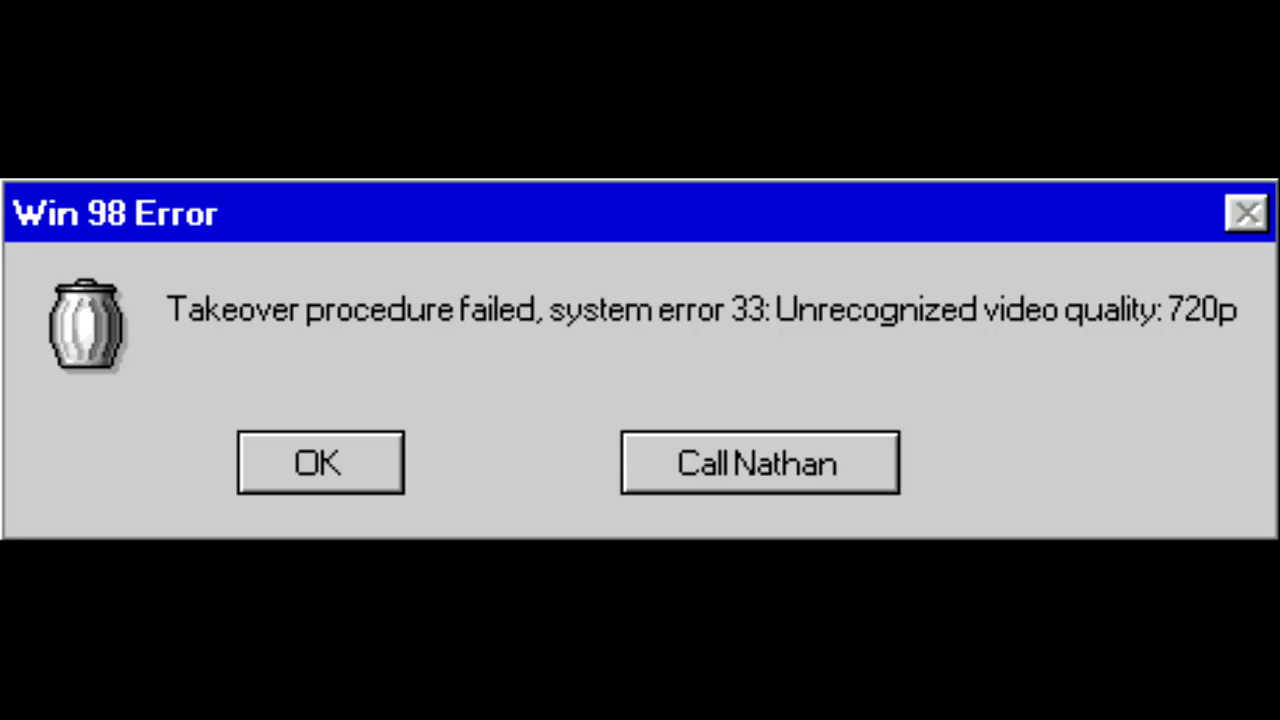 Win 98 Error
Takeover procedure failed, system error 33: Unrecognized video quality: 720p
OK
Call Nathan